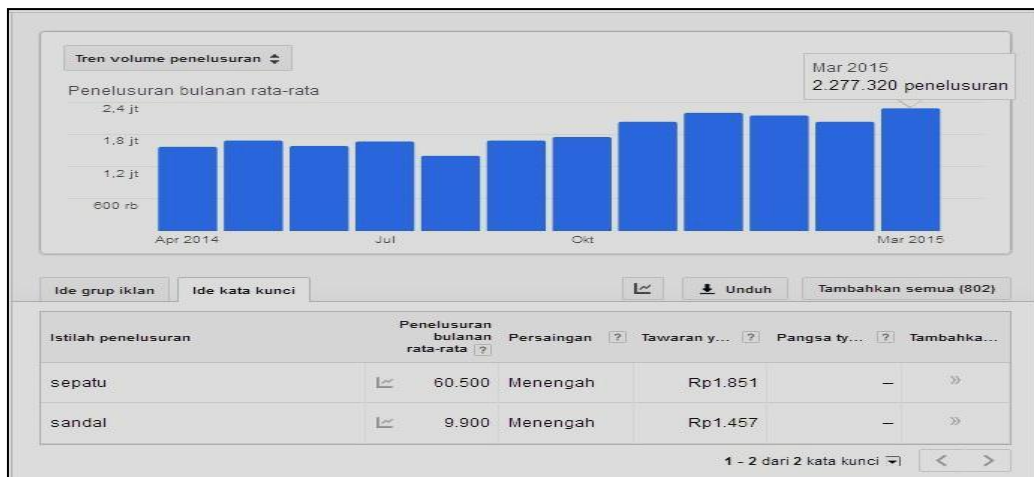 Tren volume penelusuran
Penelusuran bulanan rata-rata
Mar 2015
2.277.320 penelusuran
2,4 jt
1,8 jt
1,2 jt
600 rb
Apr 2014 Jul Okt Mar 2015
Ide grup iklan Ide kata kunci Unduh Tambahkan semua (802)
Istilah penelusuran Penelusuran bulanan rata-rata ? Persaingan ? Tawaran y... ? Pangsa ty... ? Tambahka...
sepatu 60.500 Menengah Rp1.851 – »
sandal 9.900 Menengah Rp1.457 – »
1 - 2 dari 2 kata kunci < >